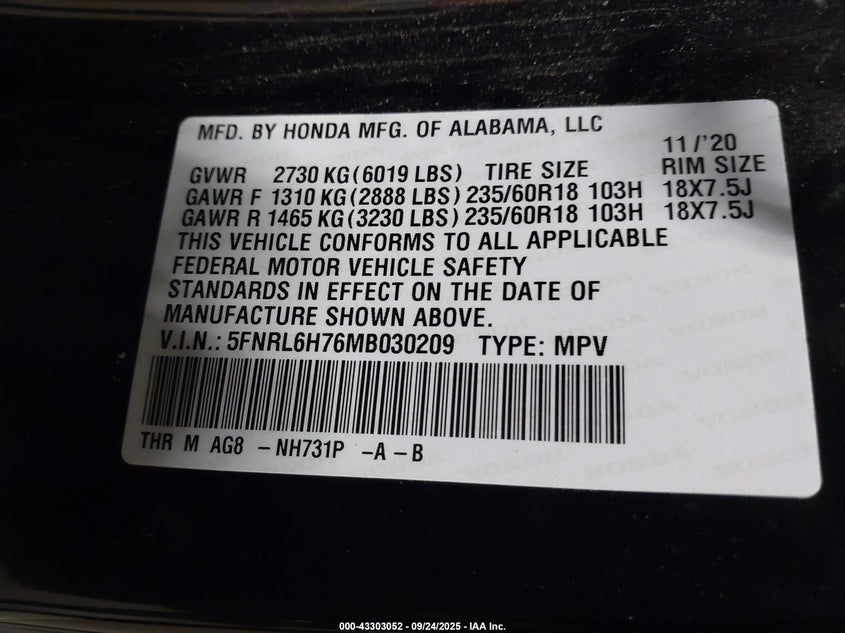 MFD. BY HONDA MFG. OF ALABAMA, LLC
11/'20
GVWR 2730 KG (6019 LBS) TIRE SIZE RIM SIZE
GAWR F 1310 KG (2888 LBS) 235/60R18 103H 18X7.5J
GAWR R 1465 KG (3230 LBS) 235/60R18 103H 18X7.5J
THIS VEHICLE CONFORMS TO ALL APPLICABLE
FEDERAL MOTOR VEHICLE SAFETY
STANDARDS IN EFFECT ON THE DATE OF
MANUFACTURE SHOWN ABOVE.
V.I.N.: 5FNRL6H76MB030209 TYPE: MPV
THR M AG8 - NH731P - A - B
000-43303052 - 09/24/2025 - IAA Inc.